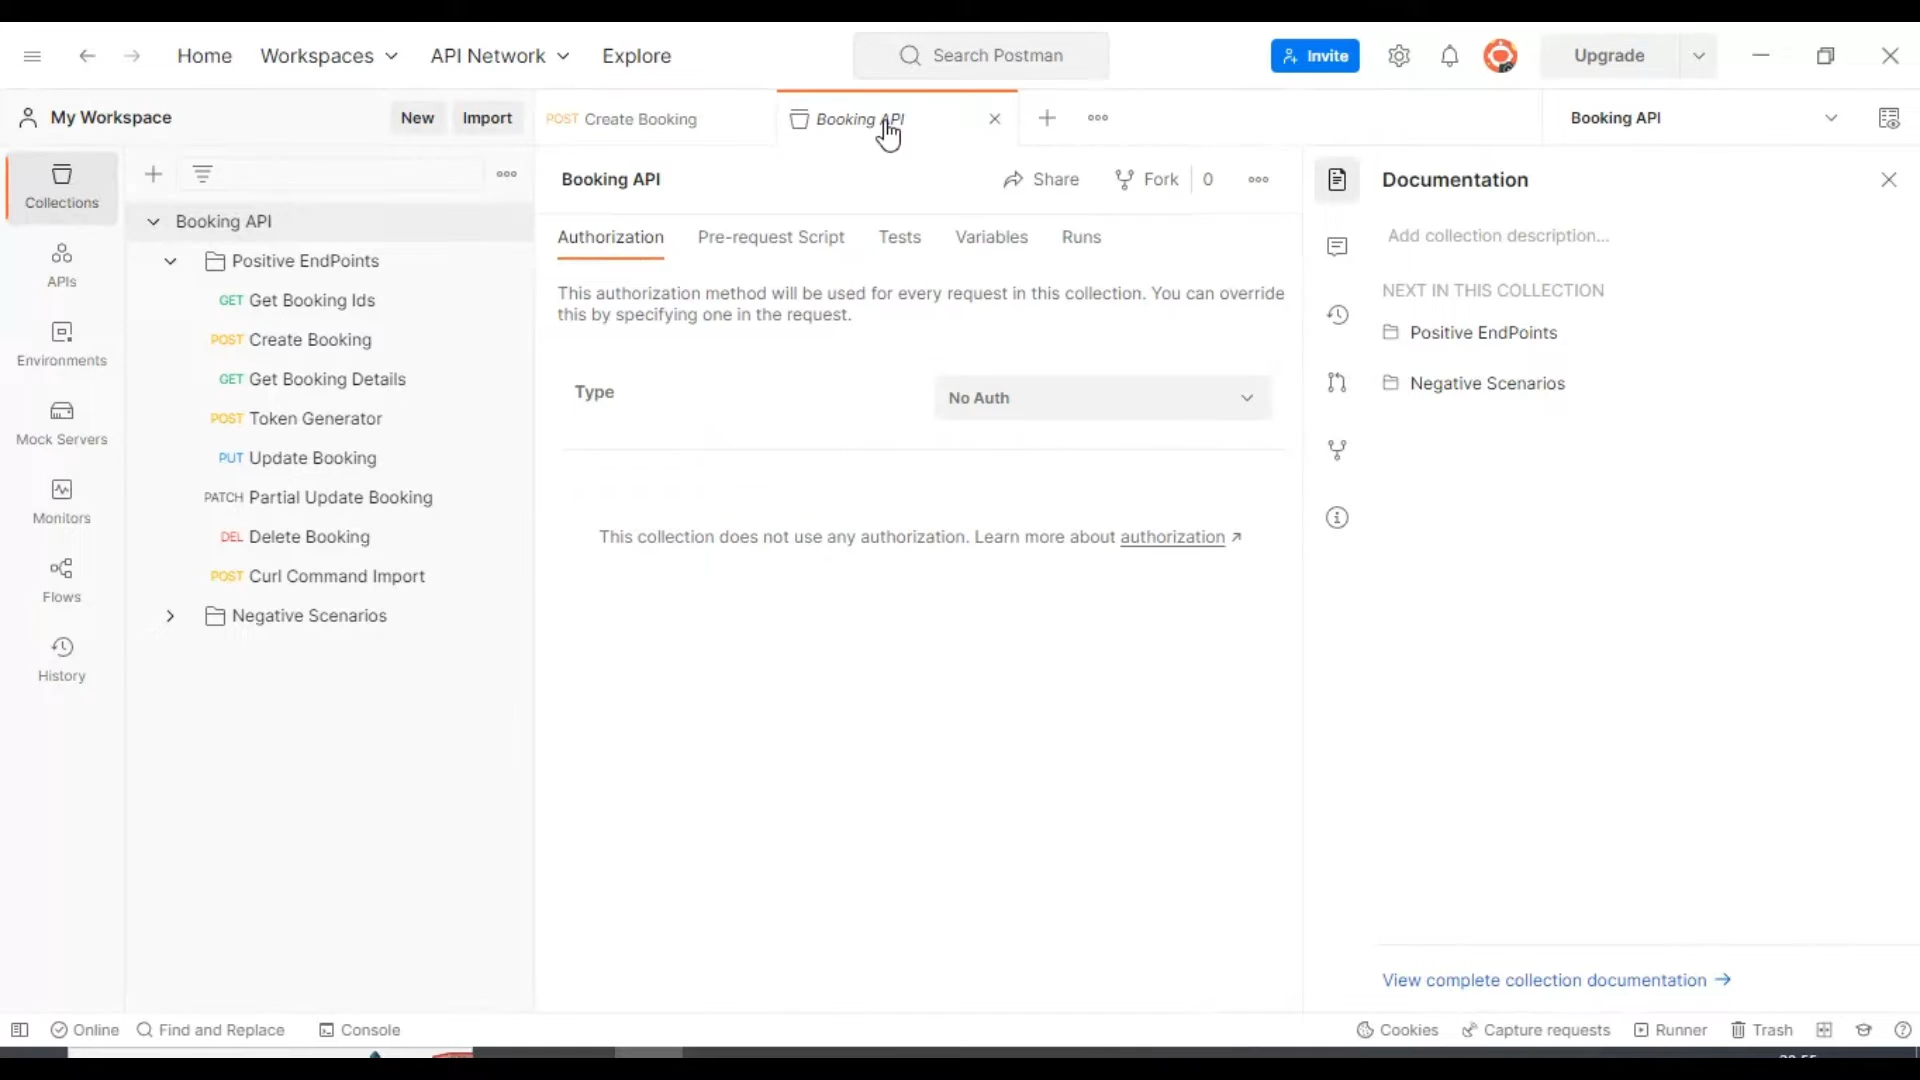 Home Workspaces API Network Explore Search Postman Invite Upgrade
My Workspace New Import POST Create Booking Booking API Booking API
Collections
APIs
Environments
Mock Servers
Monitors
Flows
History
Booking API
Positive EndPoints
GET Get Booking Ids
POST Create Booking
GET Get Booking Details
POST Token Generator
PUT Update Booking
PATCH Partial Update Booking
DEL Delete Booking
POST Curl Command Import
Negative Scenarios
Booking API Share Fork 0
Authorization Pre-request Script Tests Variables Runs
This authorization method will be used for every request in this collection. You can override
this by specifying one in the request.
Type No Auth
This collection does not use any authorization. Learn more about authorization ↗
Documentation
Add collection description...
NEXT IN THIS COLLECTION
Positive EndPoints
Negative Scenarios
View complete collection documentation →
Online Find and Replace Console Cookies Capture requests Runner Trash